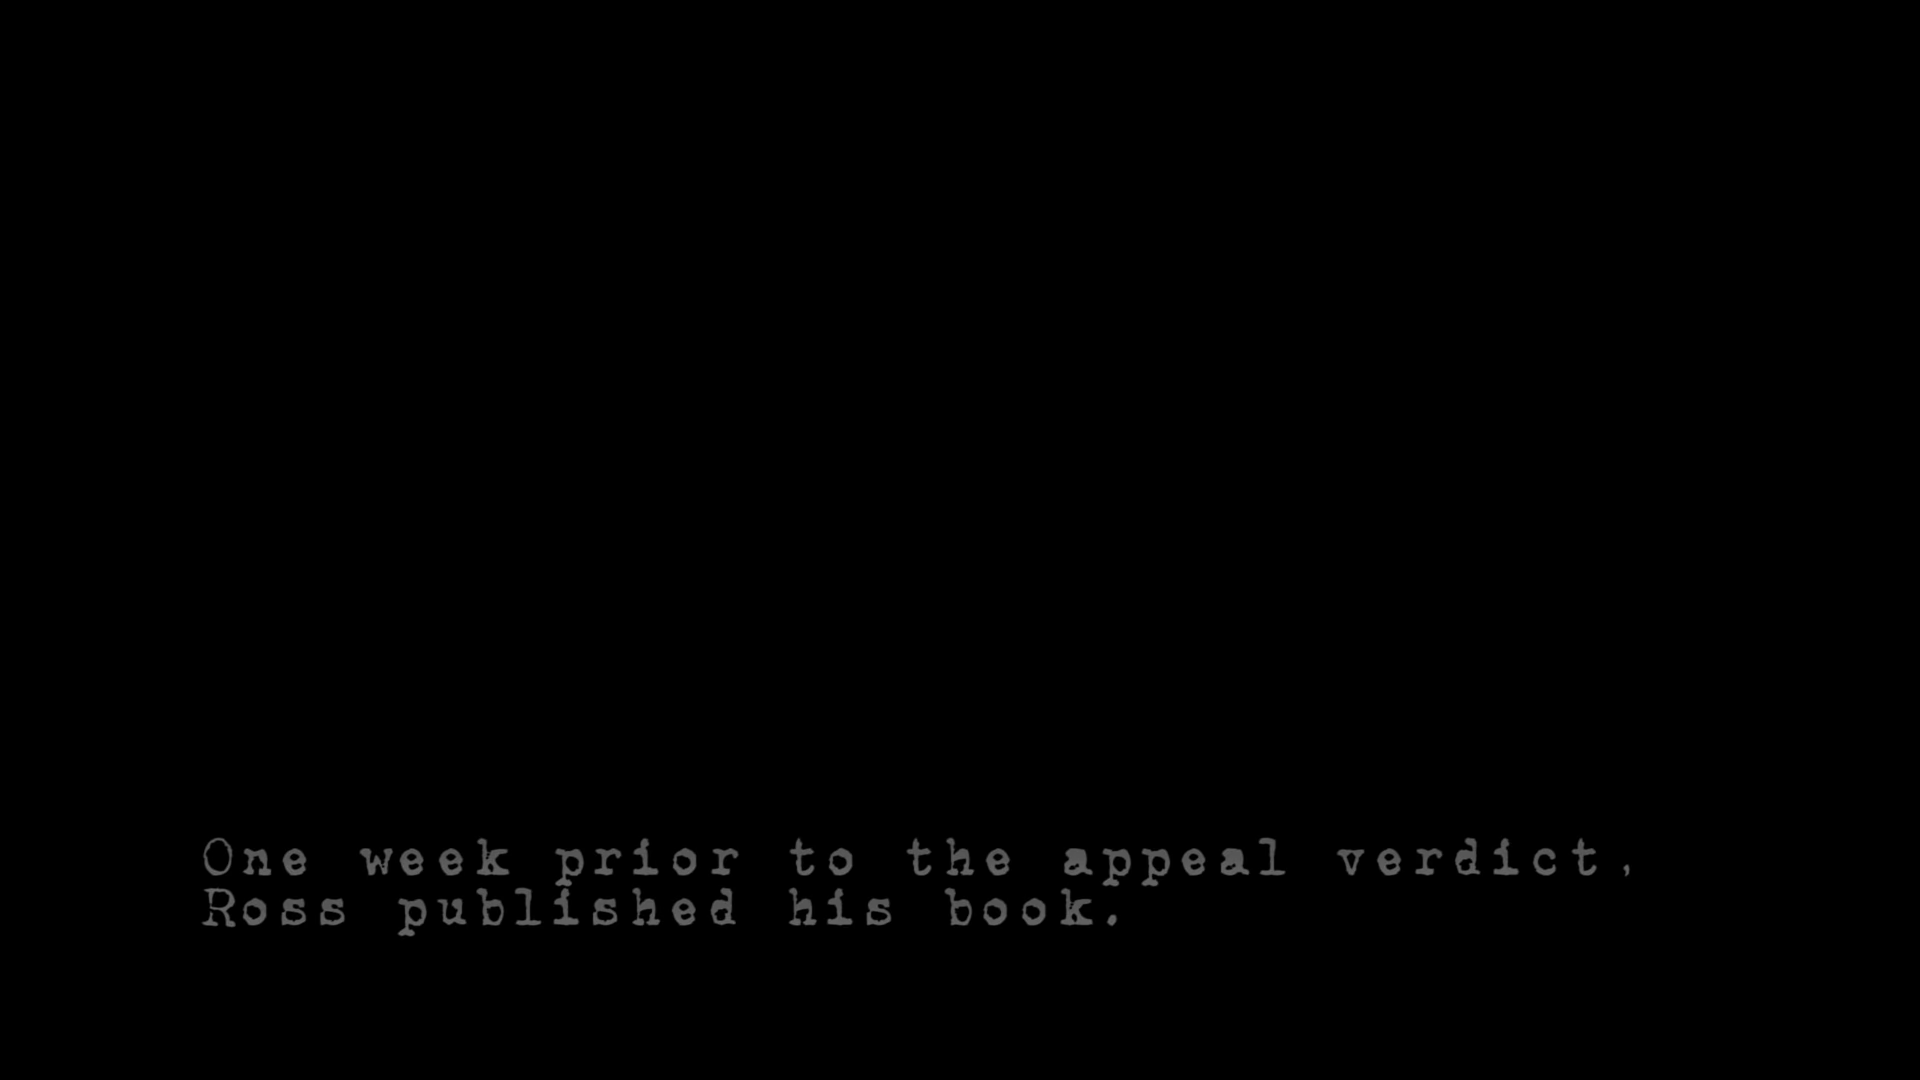 One week prior to the appeal verdict,
Ross published his book.